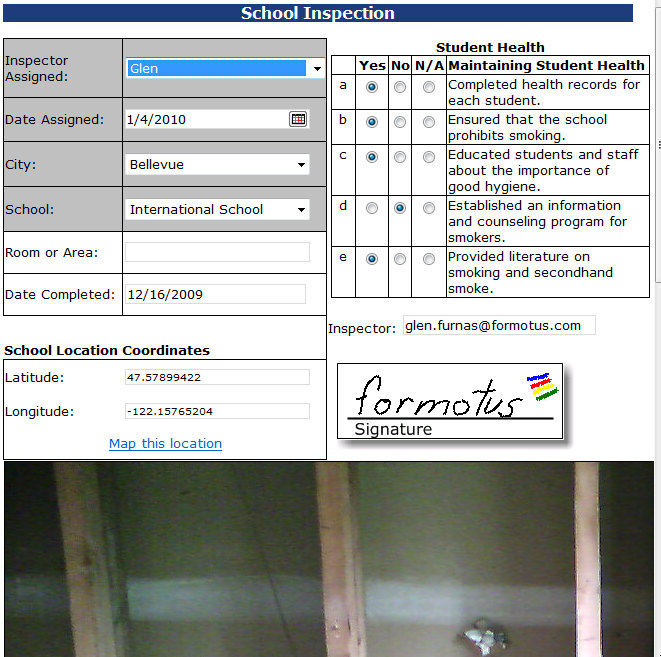 School Inspection
Inspector Assigned:
Glen
Date Assigned:
1/4/2010
City:
Bellevue
School:
International School
Room or Area:
Date Completed:
12/16/2009
School Location Coordinates
Latitude:
47.57899422
Longitude:
-122.15765204
Map this location
Student Health
Yes No N/A Maintaining Student Health
a Completed health records for
each student.
b Ensured that the school
prohibits smoking.
c Educated students and staff
about the importance of
good hygiene.
d Established an information
and counseling program for
smokers.
e Provided literature on
smoking and secondhand
smoke.
Inspector: glen.furnas@formotus.com
formotus
Signature